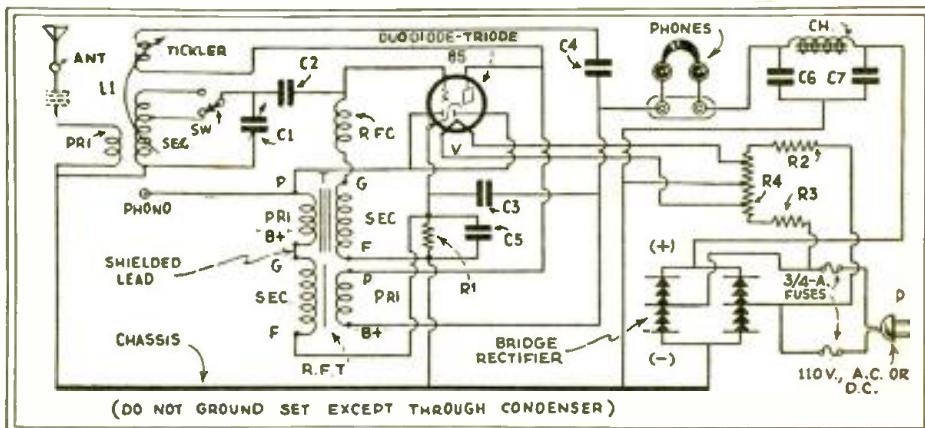 ANT
TICKLER
L1
PRI
SEC
SW
C1
C2
DUODIODE-TRIODE
85
RFC
V
C4
PHONES
CH.
C6
C7
R2
R4
R3
PHONO
P
PRI
B+
G
SEC
F
T
G
SEC
F
P
PRI
B+
C3
C5
R1
SHIELDED
LEAD
CHASSIS
R.F.T
(+)
(-)
BRIDGE
RECTIFIER
3/4-A.
FUSES
P
110 V., A.C. OR
D.C.
(DO NOT GROUND SET EXCEPT THROUGH CONDENSER)